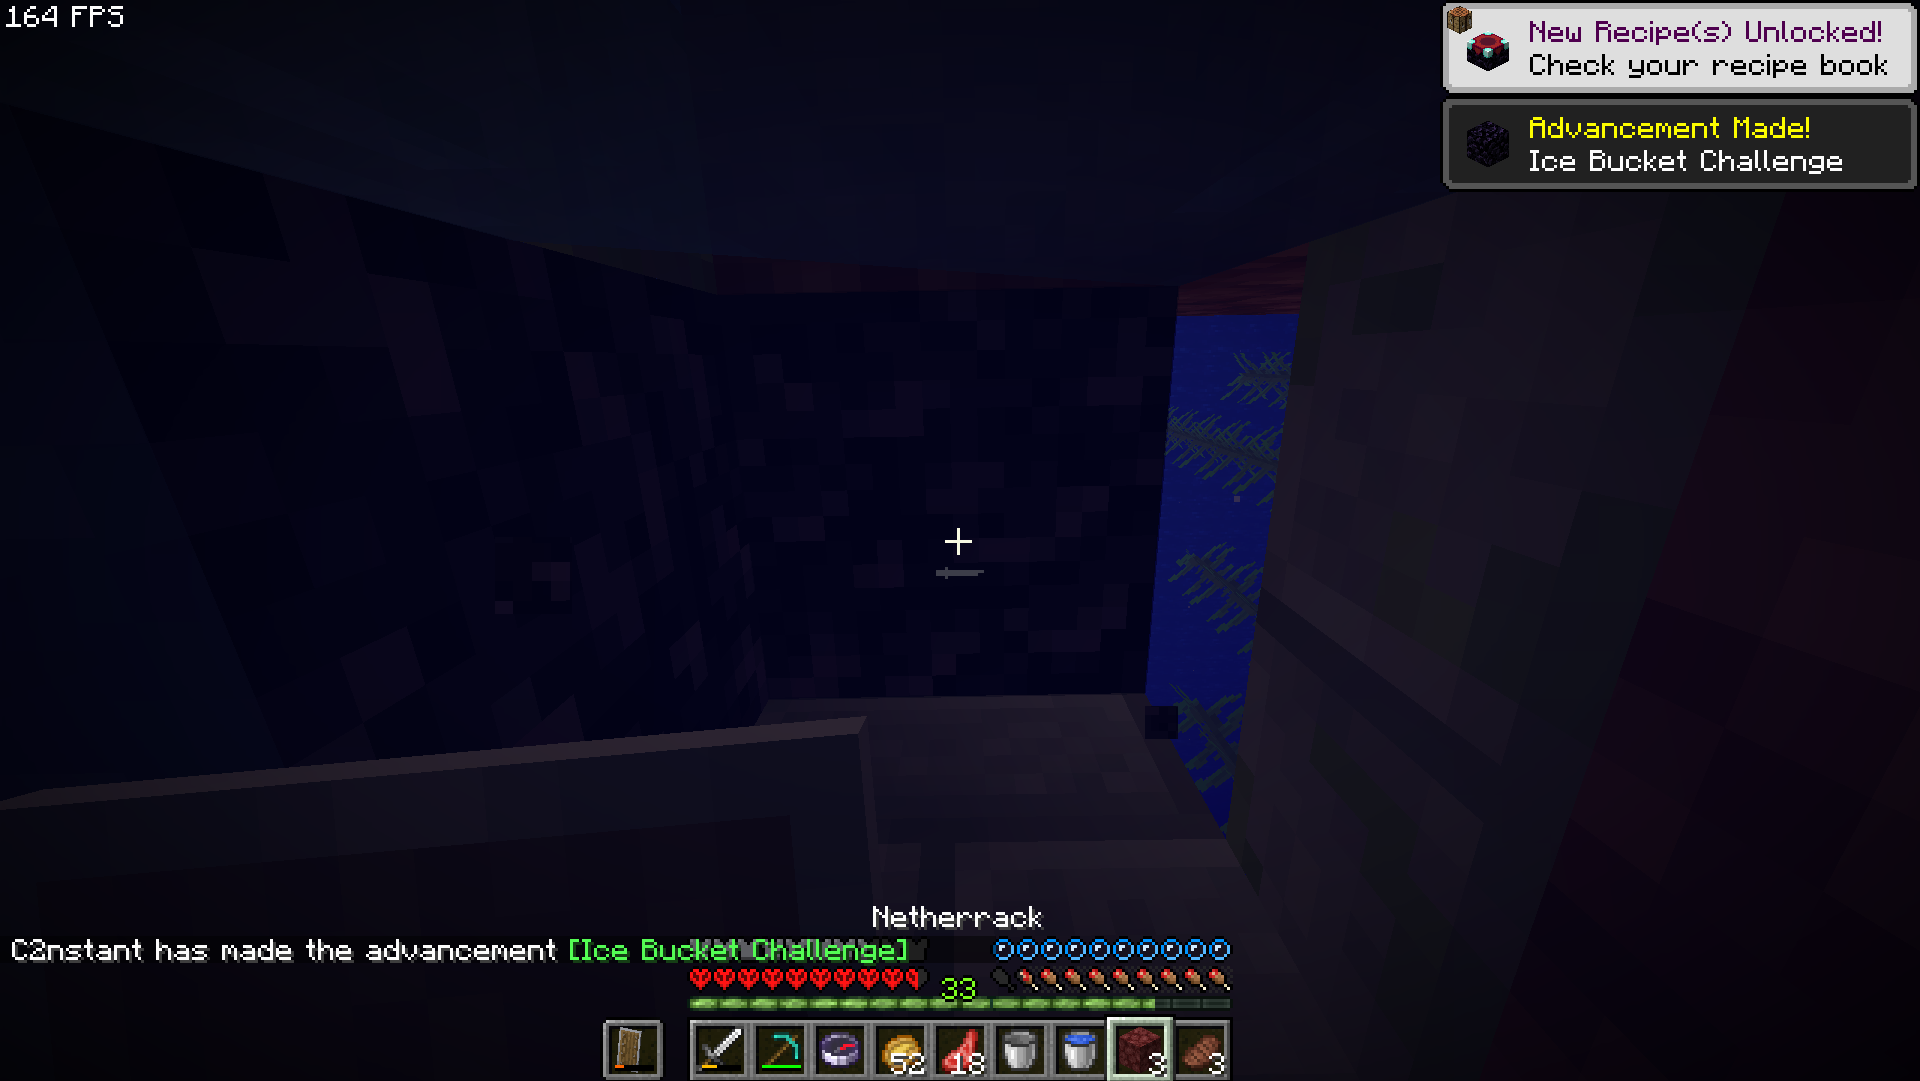 164 FPS
New Recipe(s) Unlocked!
Check your recipe book
Advancement Made!
Ice Bucket Challenge
Netherrack
C2nstant has made the advancement [Ice Bucket Challenge]
33
52 18 3 3